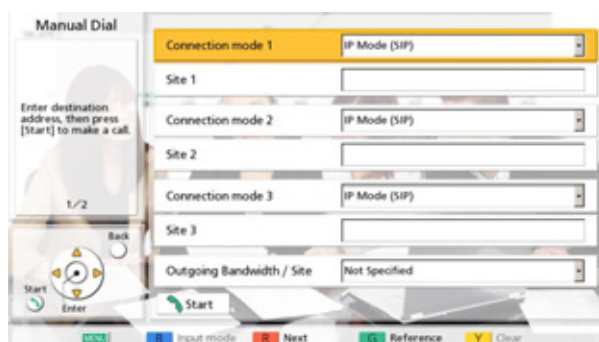 Manual Dial
Enter destination
address, then press
[Start] to make a call.
1/2
Back
Start
Enter
Connection mode 1 IP Mode (SIP)
Site 1
Connection mode 2 IP Mode (SIP)
Site 2
Connection mode 3 IP Mode (SIP)
Site 3
Outgoing Bandwidth / Site Not Specified
Start
MENU B Input mode R Next G Reference Y Clear